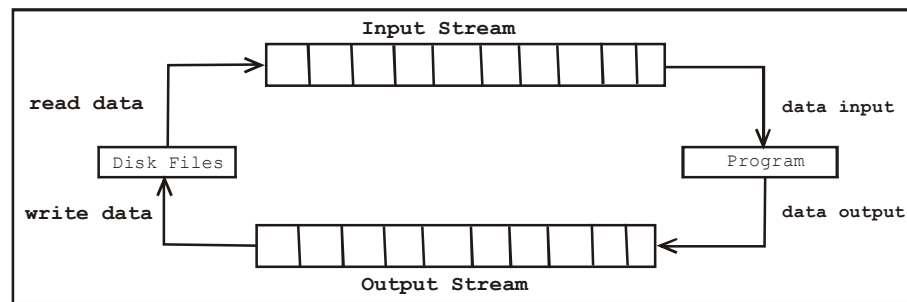 Input Stream
read data
data input
Disk Files
Program
write data
data output
Output Stream